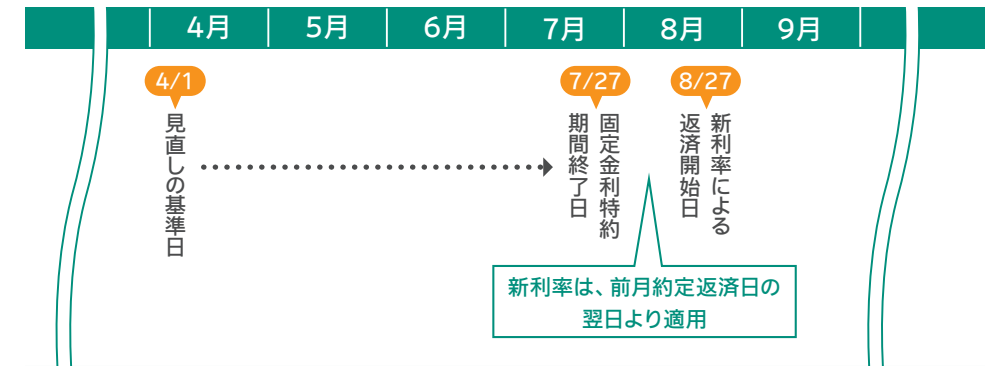 4月 5月 6月 7月 8月 9月
4/1
見直しの基準日
7/27
固定金利特約
期間終了日
8/27
新利率による
返済開始日
新利率は、前月約定返済日の
翌日より適用